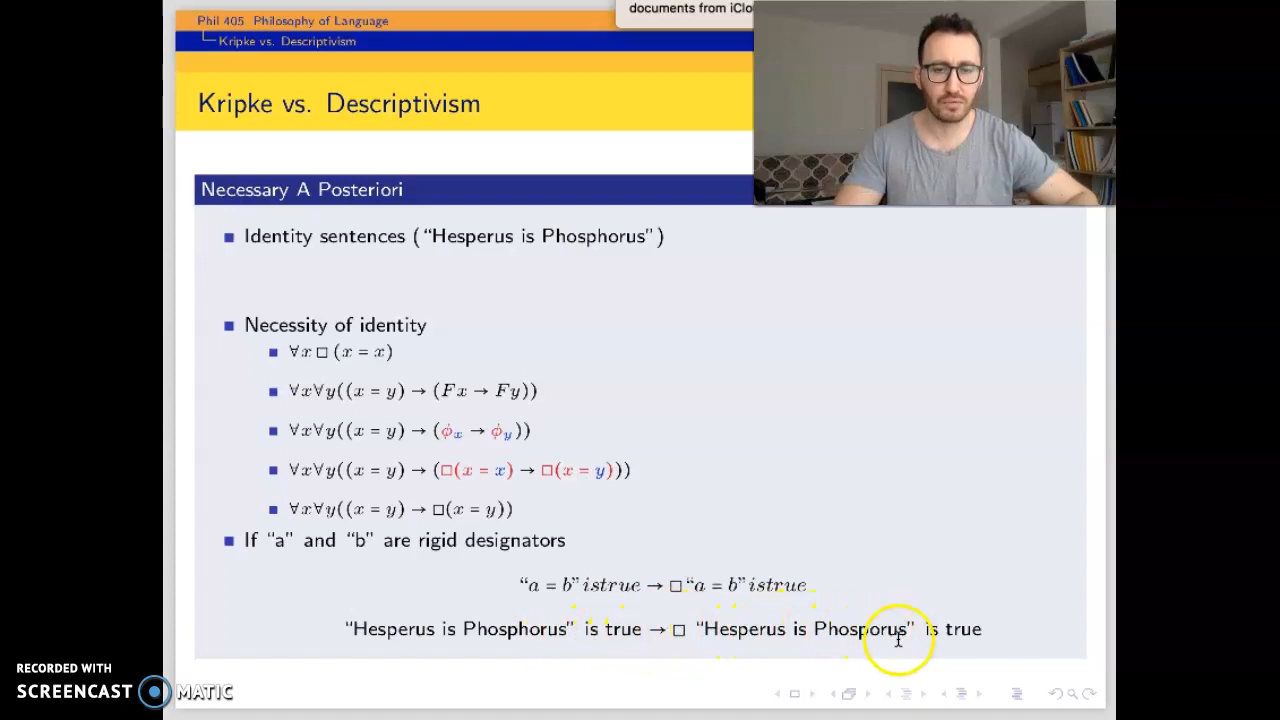 Phil 405 Philosophy of Language
Kripke vs. Descriptivism
documents from iClo
Kripke vs. Descriptivism
Necessary A Posteriori
Identity sentences (“Hesperus is Phosphorus”)
Necessity of identity
∀x□(x = x)
∀x∀y((x = y) → (Fx → Fy))
∀x∀y((x = y) → (ϕx → ϕy))
∀x∀y((x = y) → (□(x = x) → □(x = y)))
∀x∀y((x = y) → □(x = y))
If “a” and “b” are rigid designators
“a = b”istrue → □“a = b”istrue
“Hesperus is Phosphorus” is true → □ “Hesperus is Phosporus” is true
RECORDED WITH
SCREENCAST MATIC